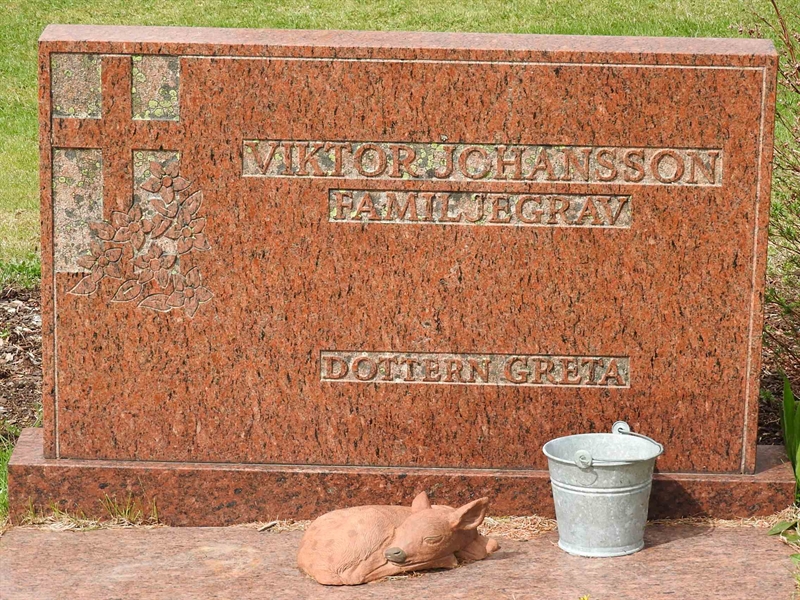 VIKTOR JOHANSSON
FAMILJEGRAV
DOTTERN GRETA